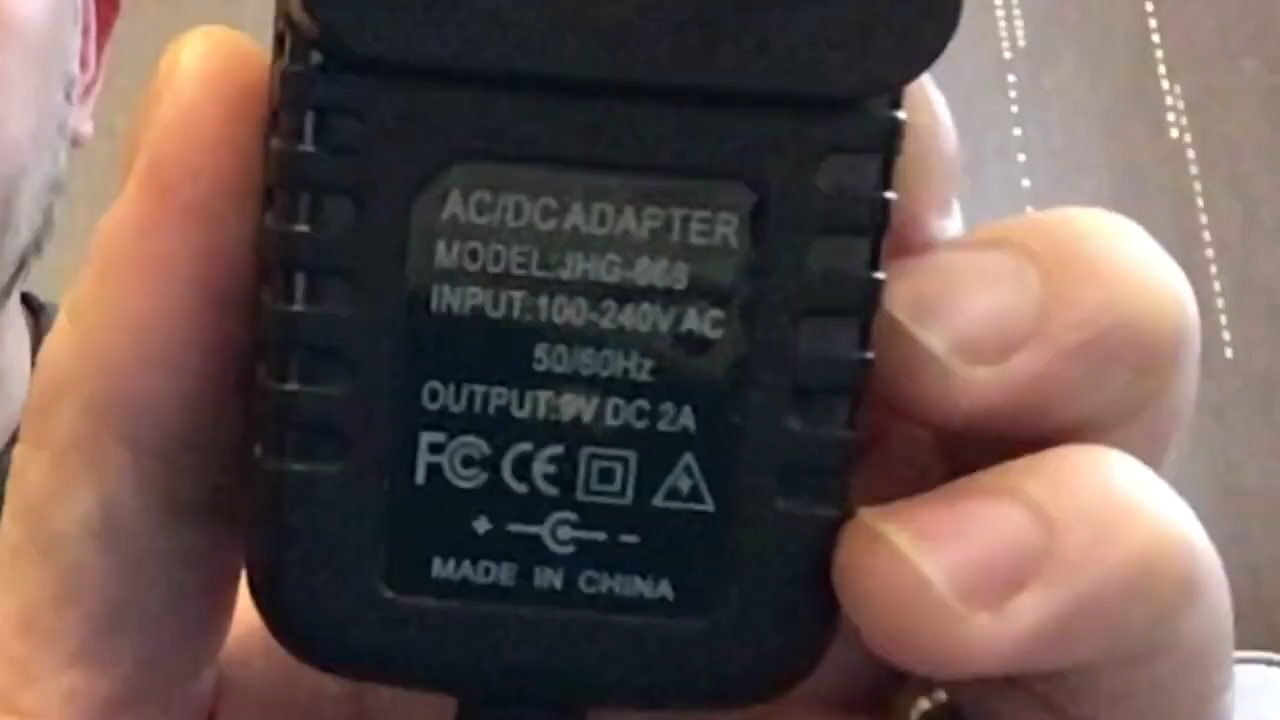 AC/DC ADAPTER
MODEL:JHG-968
INPUT:100-240V AC
50/60Hz
OUTPUT:9V DC 2A
FC CE
+ -
MADE IN CHINA